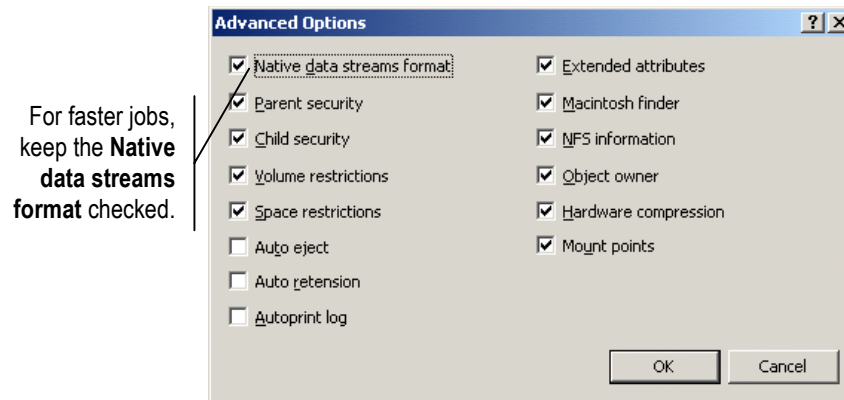 Advanced Options
For faster jobs,
keep the Native
data streams
format checked.
Native data streams format
Parent security
Child security
Volume restrictions
Space restrictions
Auto eject
Auto retension
Autoprint log
Extended attributes
Macintosh finder
NFS information
Object owner
Hardware compression
Mount points
OK
Cancel